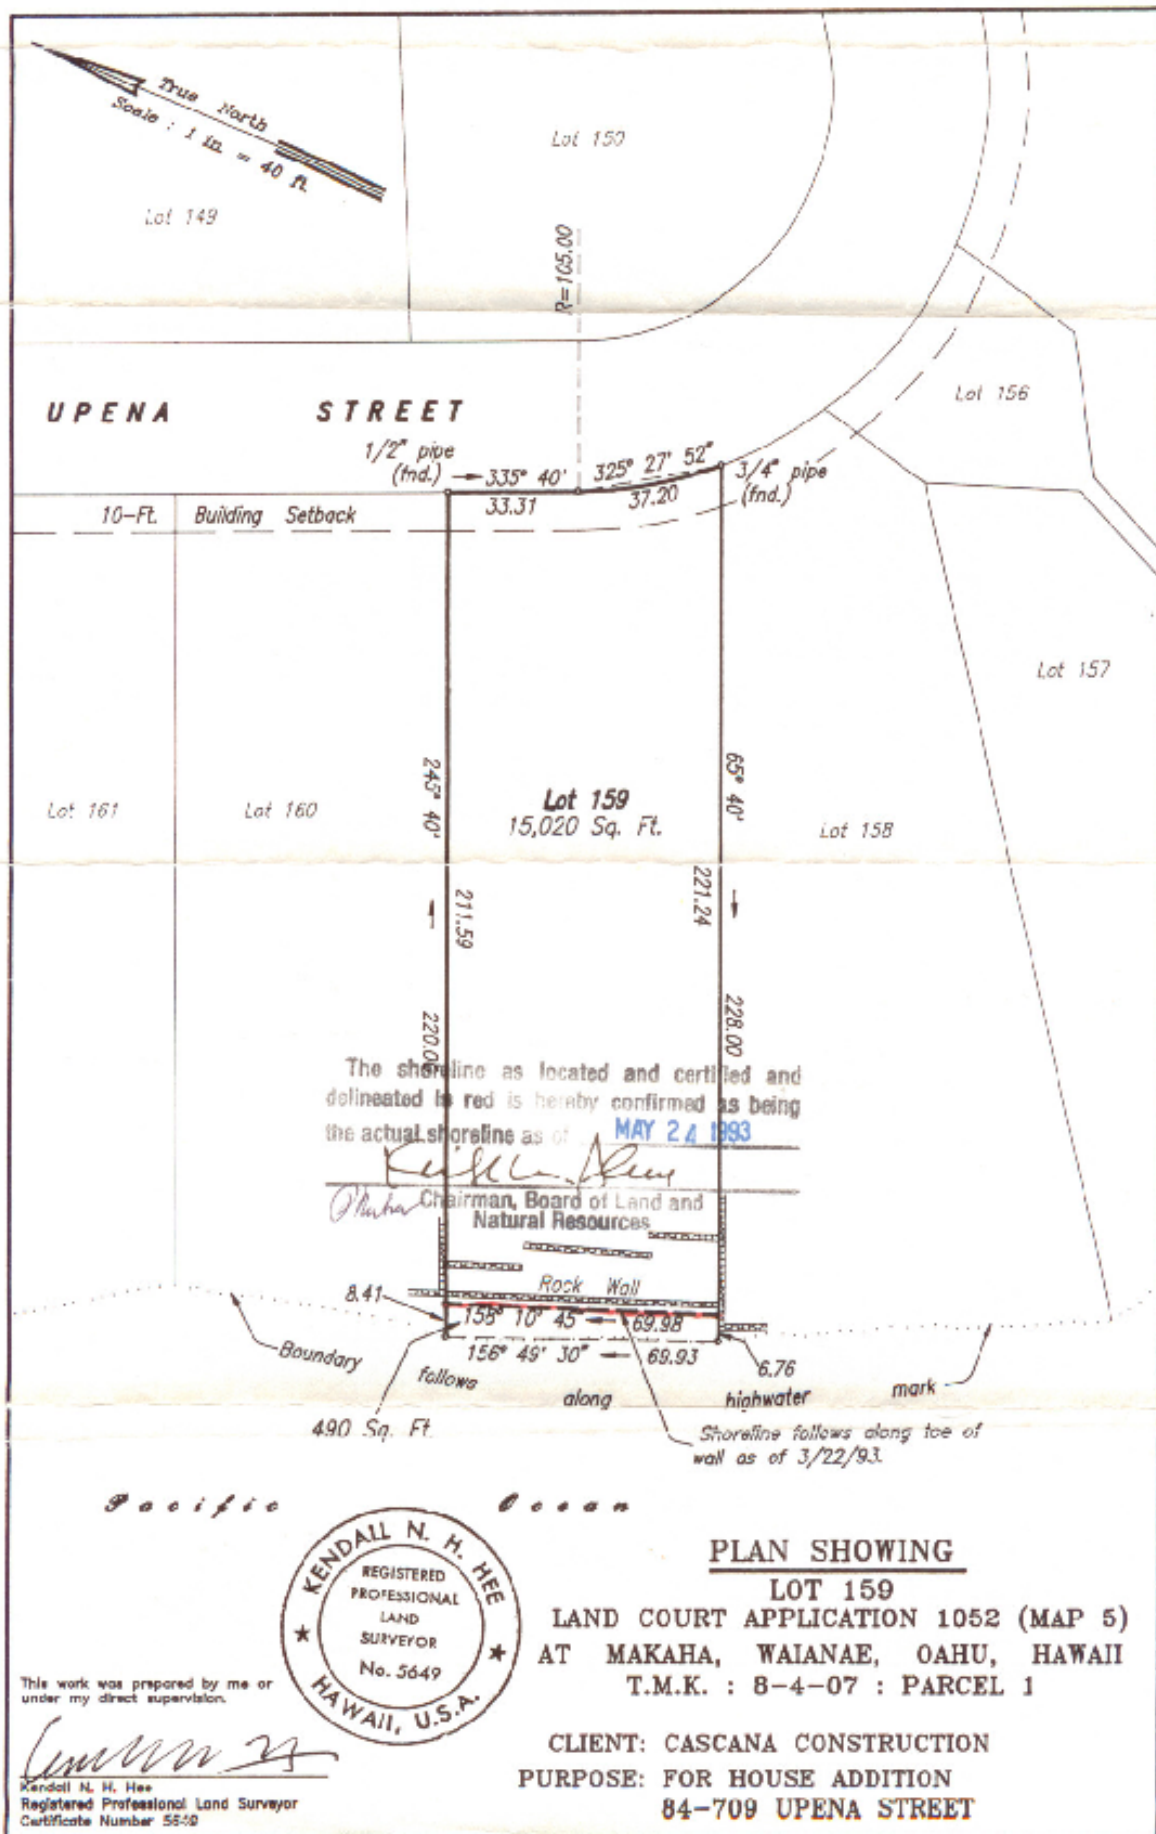 True North
Scale : 1 in. = 40 ft.
Lot 149
Lot 150
R=105.00
UPENA STREET
1/2" pipe
(fnd.)
335° 40'
33.31
325° 27' 52"
37.20
3/4" pipe
(fnd.)
Lot 156
10-Ft. Building Setback
Lot 157
Lot 161
Lot 160
245° 40'
211.59
220.00
Lot 159
15,020 Sq. Ft.
65° 40'
221.24
228.00
Lot 158
The shoreline as located and certified and
delineated in red is hereby confirmed as being
the actual shoreline as of MAY 24 1993
Chairman, Board of Land and
Natural Resources
Rock Wall
8.41
158° 10' 45" 69.98
156° 49' 30" 69.93
6.76
Boundary follows along highwater mark
490 Sq. Ft.
Shoreline follows along toe of
wall as of 3/22/93.
Pacific Ocean
KENDALL N. H. HEE
REGISTERED
PROFESSIONAL
LAND
SURVEYOR
No. 5649
HAWAII, U.S.A.
PLAN SHOWING
LOT 159
LAND COURT APPLICATION 1052 (MAP 5)
AT MAKAHA, WAIANAE, OAHU, HAWAII
T.M.K. : 8-4-07 : PARCEL 1
CLIENT: CASCANA CONSTRUCTION
PURPOSE: FOR HOUSE ADDITION
84-709 UPENA STREET
This work was prepared by me or
under my direct supervision.
Kendall N. H. Hee
Registered Professional Land Surveyor
Certificate Number 5649